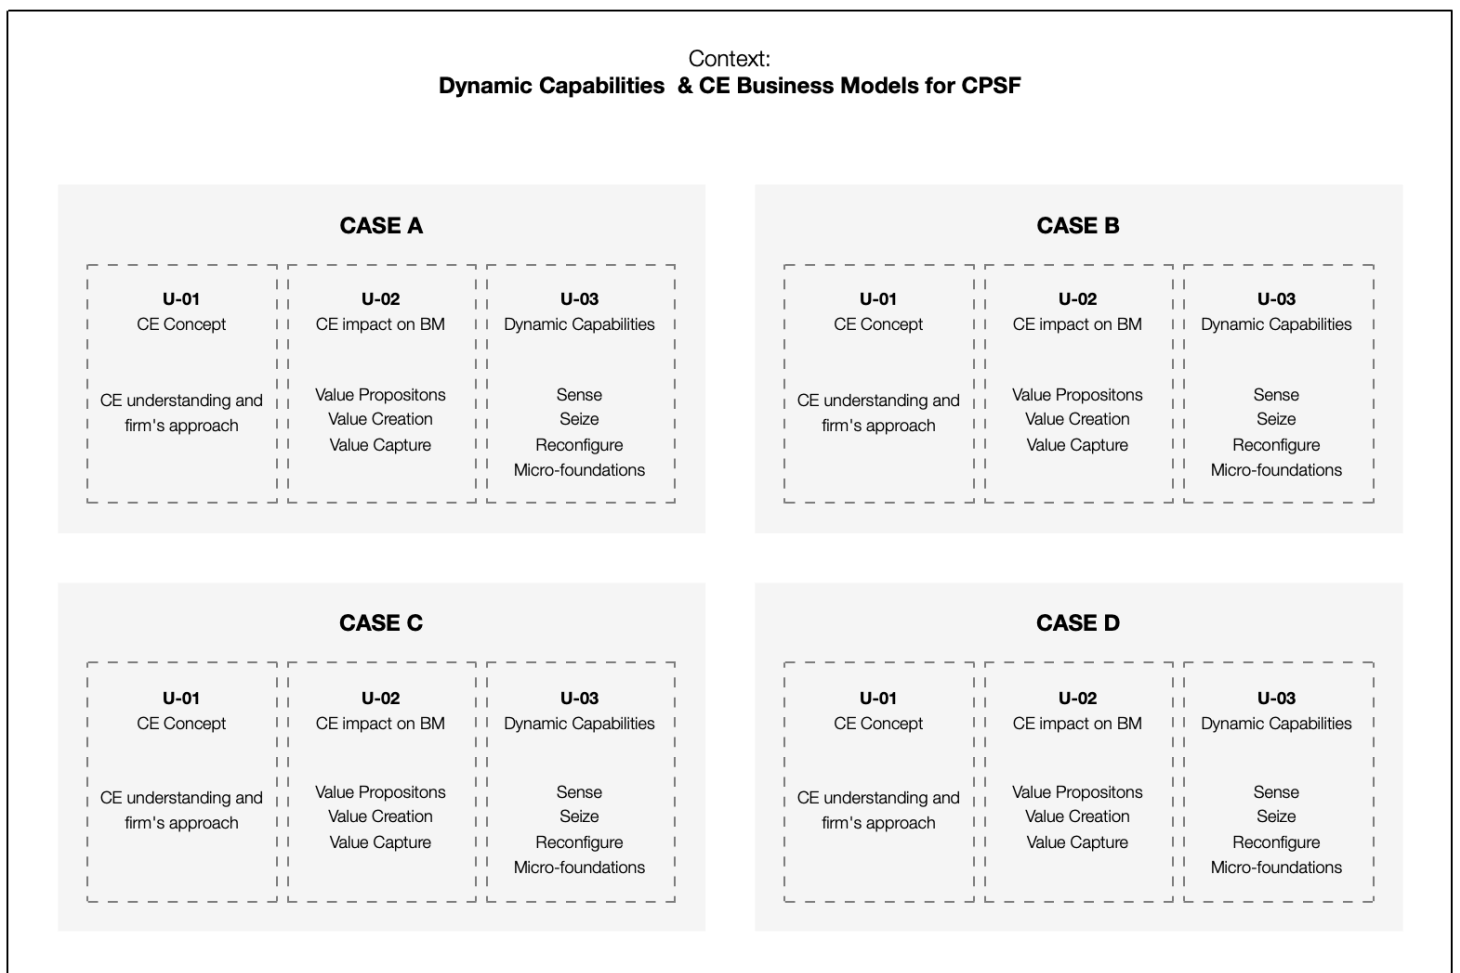 Context:
Dynamic Capabilities & CE Business Models for CPSF
CASE A
U-01
CE Concept
CE understanding and
firm's approach
U-02
CE impact on BM
Value Propositons
Value Creation
Value Capture
U-03
Dynamic Capabilities
Sense
Seize
Reconfigure
Micro-foundations
CASE B
U-01
CE Concept
CE understanding and
firm's approach
U-02
CE impact on BM
Value Propositons
Value Creation
Value Capture
U-03
Dynamic Capabilities
Sense
Seize
Reconfigure
Micro-foundations
CASE C
U-01
CE Concept
CE understanding and
firm's approach
U-02
CE impact on BM
Value Propositons
Value Creation
Value Capture
U-03
Dynamic Capabilities
Sense
Seize
Reconfigure
Micro-foundations
CASE D
U-01
CE Concept
CE understanding and
firm's approach
U-02
CE impact on BM
Value Propositons
Value Creation
Value Capture
U-03
Dynamic Capabilities
Sense
Seize
Reconfigure
Micro-foundations